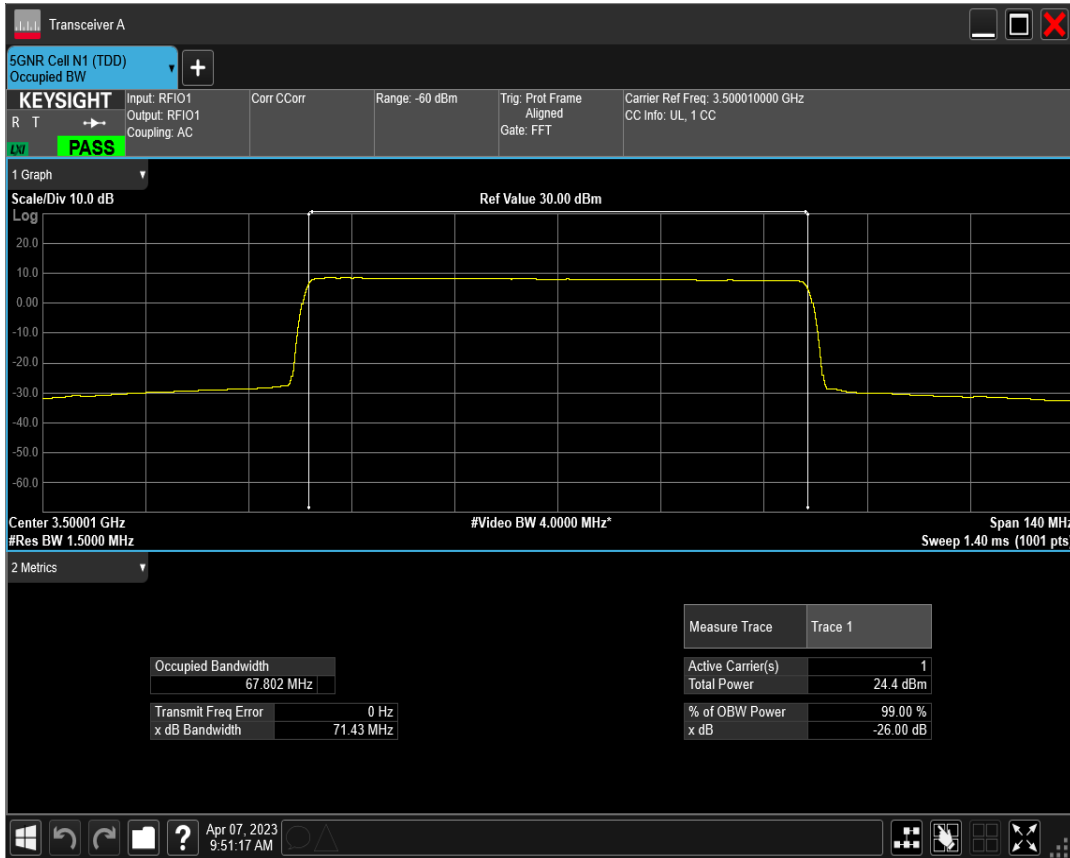 Transceiver A
5GNR Cell N1 (TDD)
Occupied BW
+
KEYSIGHT
R T
LXI
PASS
Input: RFIO1
Output: RFIO1
Coupling: AC
Corr CCorr
Range: -60 dBm
Trig: Prot Frame
Aligned
Gate: FFT
Carrier Ref Freq: 3.500010000 GHz
CC Info: UL, 1 CC
1 Graph
Scale/Div 10.0 dB
Ref Value 30.00 dBm
Log
20.0
10.0
0.00
-10.0
-20.0
-30.0
-40.0
-50.0
-60.0
Center 3.50001 GHz
#Video BW 4.0000 MHz*
Span 140 MHz
#Res BW 1.5000 MHz
Sweep 1.40 ms (1001 pts)
2 Metrics
Measure Trace Trace 1
Occupied Bandwidth
67.802 MHz
Active Carrier(s) 1
Total Power 24.4 dBm
Transmit Freq Error 0 Hz
x dB Bandwidth 71.43 MHz
% of OBW Power 99.00 %
x dB -26.00 dB
?
Apr 07, 2023
9:51:17 AM